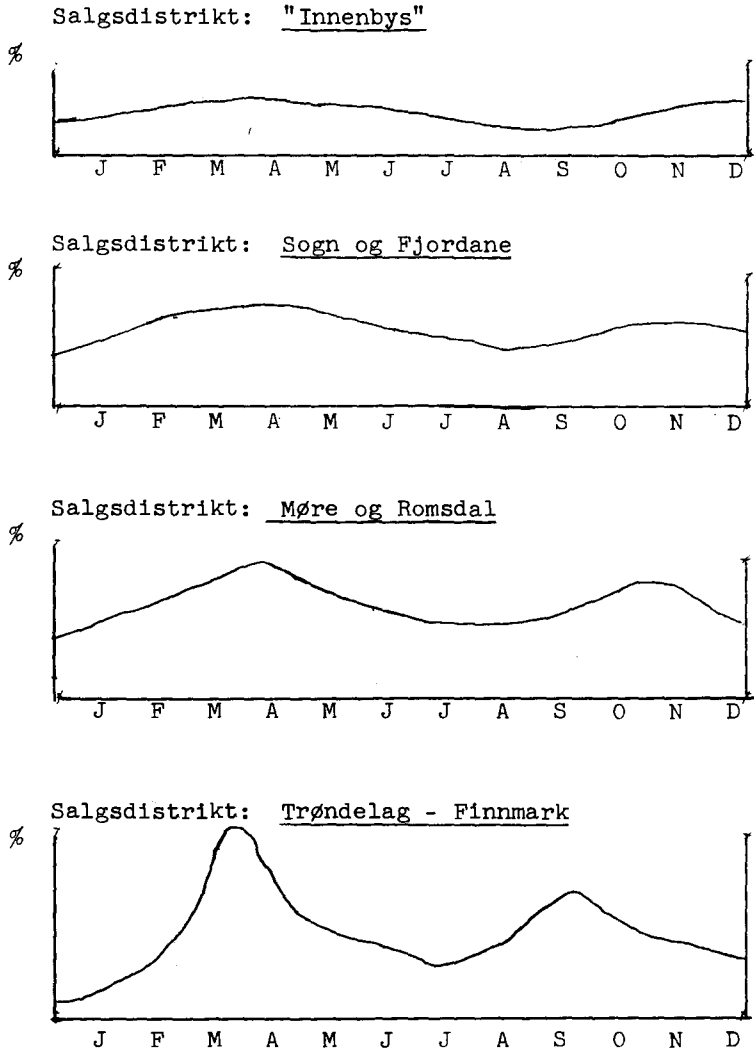 Salgsdistrikt: "Innenbys"
%
J F M A M J J A S O N D
Salgsdistrikt: Sogn og Fjordane
%
J F M A M J J A S O N D
Salgsdistrikt: Møre og Romsdal
%
J F M A M J J A S O N D
Salgsdistrikt: Trøndelag - Finnmark
%
J F M A M J J A S O N D